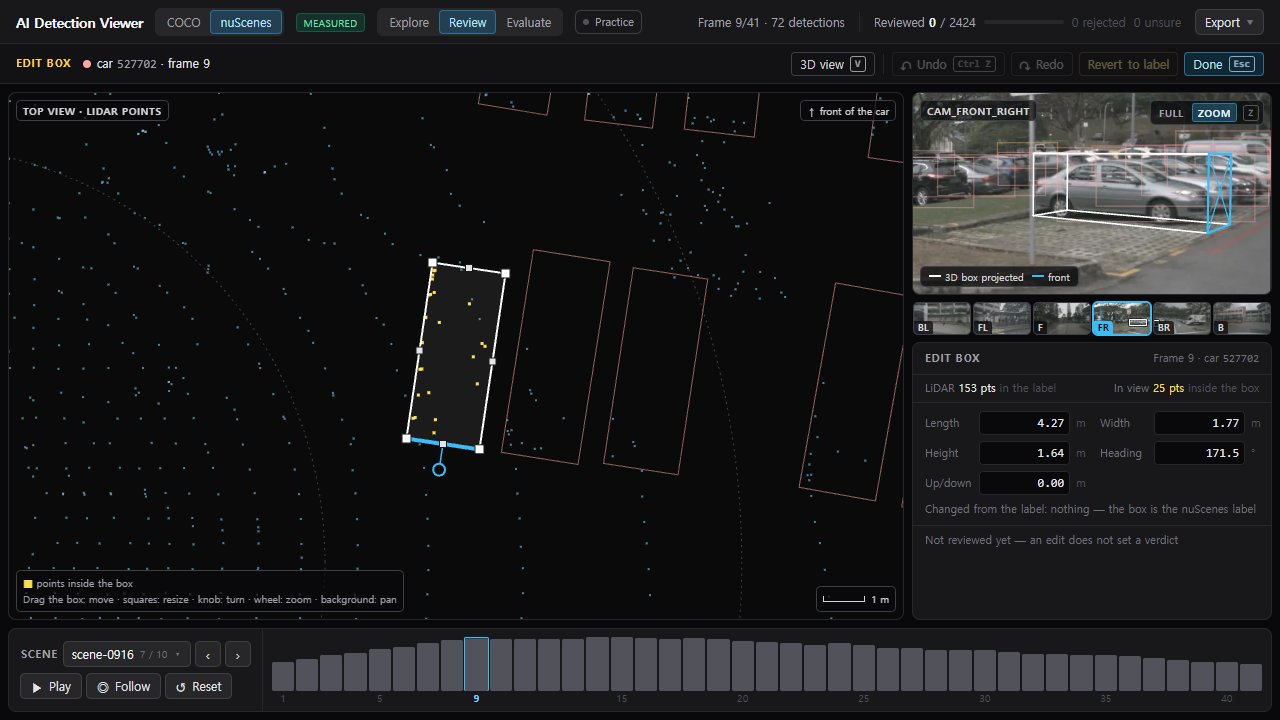 AI Detection Viewer COCO nuScenes MEASURED Explore Review Evaluate Practice Frame 9/41 · 72 detections Reviewed 0 / 2424 0 rejected 0 unsure Export
EDIT BOX car 527702 · frame 9 3D view V Undo Ctrl Z Redo Revert to label Done Esc
TOP VIEW · LIDAR POINTS
↑ front of the car
CAM_FRONT_RIGHT FULL ZOOM Z
3D box projected front
BL FL F FR BR B
EDIT BOX Frame 9 · car 527702
LiDAR 153 pts in the label In view 25 pts inside the box
Length 4.27 m Width 1.77 m
Height 1.64 m Heading 171.5 °
Up/down 0.00 m
Changed from the label: nothing — the box is the nuScenes label
Not reviewed yet — an edit does not set a verdict
points inside the box
Drag the box: move · squares: resize · knob: turn · wheel: zoom · background: pan
1 m
SCENE scene-0916 7 / 10 ‹ ›
Play Follow Reset
1 5 9 15 20 25 30 35 40